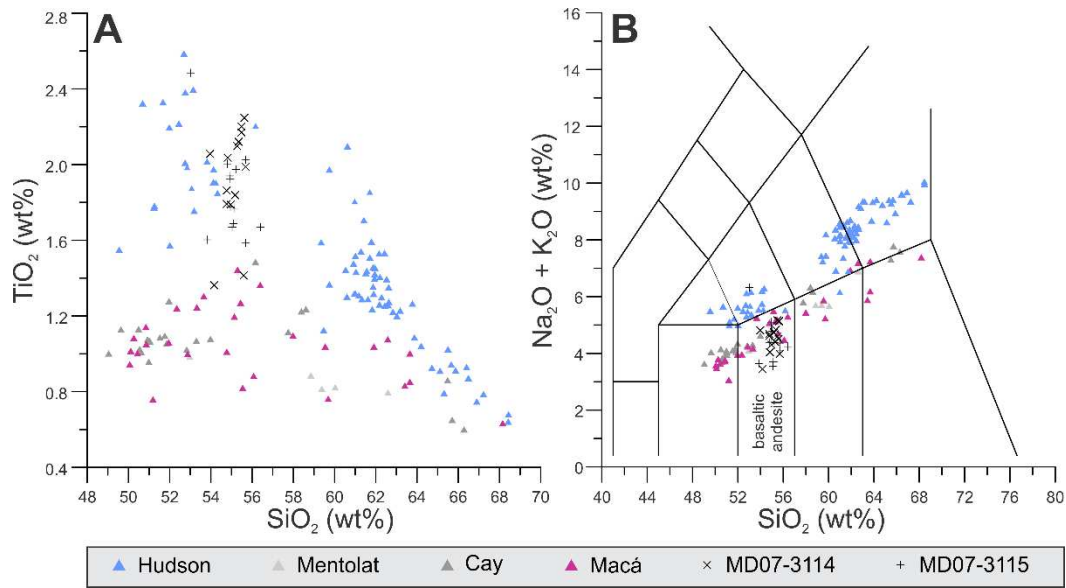 A
TiO₂ (wt%)
2.8
2.4
2.0
1.6
1.2
0.8
0.4
48 50 52 54 56 58 60 62 64 66 68 70
SiO₂ (wt%)
B
Na₂O + K₂O (wt%)
16
14
12
10
8
6
4
2
0
basaltic
andesite
40 44 48 52 56 60 64 68 72 76 80
SiO₂ (wt%)
Hudson Mentolat Cay Macá MD07-3114 MD07-3115